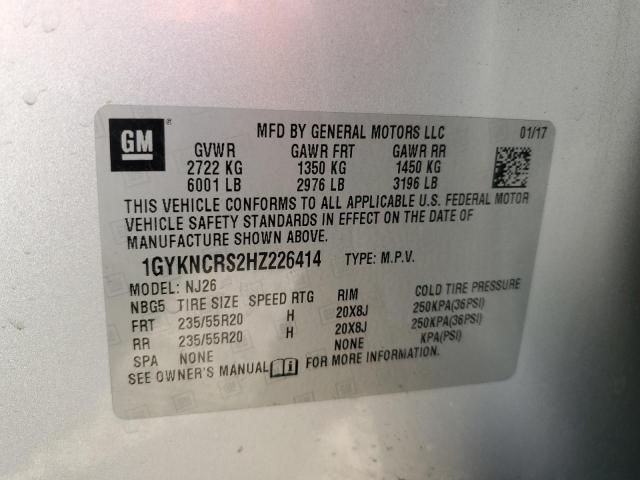 GM ®
MFD BY GENERAL MOTORS LLC 01/17
GVWR GAWR FRT GAWR RR
2722 KG 1350 KG 1450 KG
6001 LB 2976 LB 3196 LB
THIS VEHICLE CONFORMS TO ALL APPLICABLE U.S. FEDERAL MOTOR
VEHICLE SAFETY STANDARDS IN EFFECT ON THE DATE OF
MANUFACTURE SHOWN ABOVE.
1GYKNCRS2HZ226414 TYPE: M.P.V.
MODEL: NJ26
NBG5 TIRE SIZE SPEED RTG RIM COLD TIRE PRESSURE
FRT 235/55R20 H 20X8J 250KPA(36PSI)
RR 235/55R20 H 20X8J 250KPA(36PSI)
SPA NONE NONE KPA(PSI)
SEE OWNER'S MANUAL FOR MORE INFORMATION.